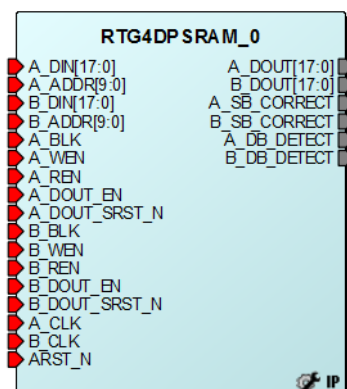 RTG4DPSRAM_0
A_DIN[17:0] A_DOUT[17:0]
A_ADDR[9:0] B_DOUT[17:0]
B_DIN[17:0] A_SB_CORRECT
B_ADDR[9:0] B_SB_CORRECT
A_BLK A_DB_DETECT
A_WEN B_DB_DETECT
A_REN
A_DOUT_EN
A_DOUT_SRST_N
B_BLK
B_WEN
B_REN
B_DOUT_EN
B_DOUT_SRST_N
A_CLK
B_CLK
ARST_N
IP